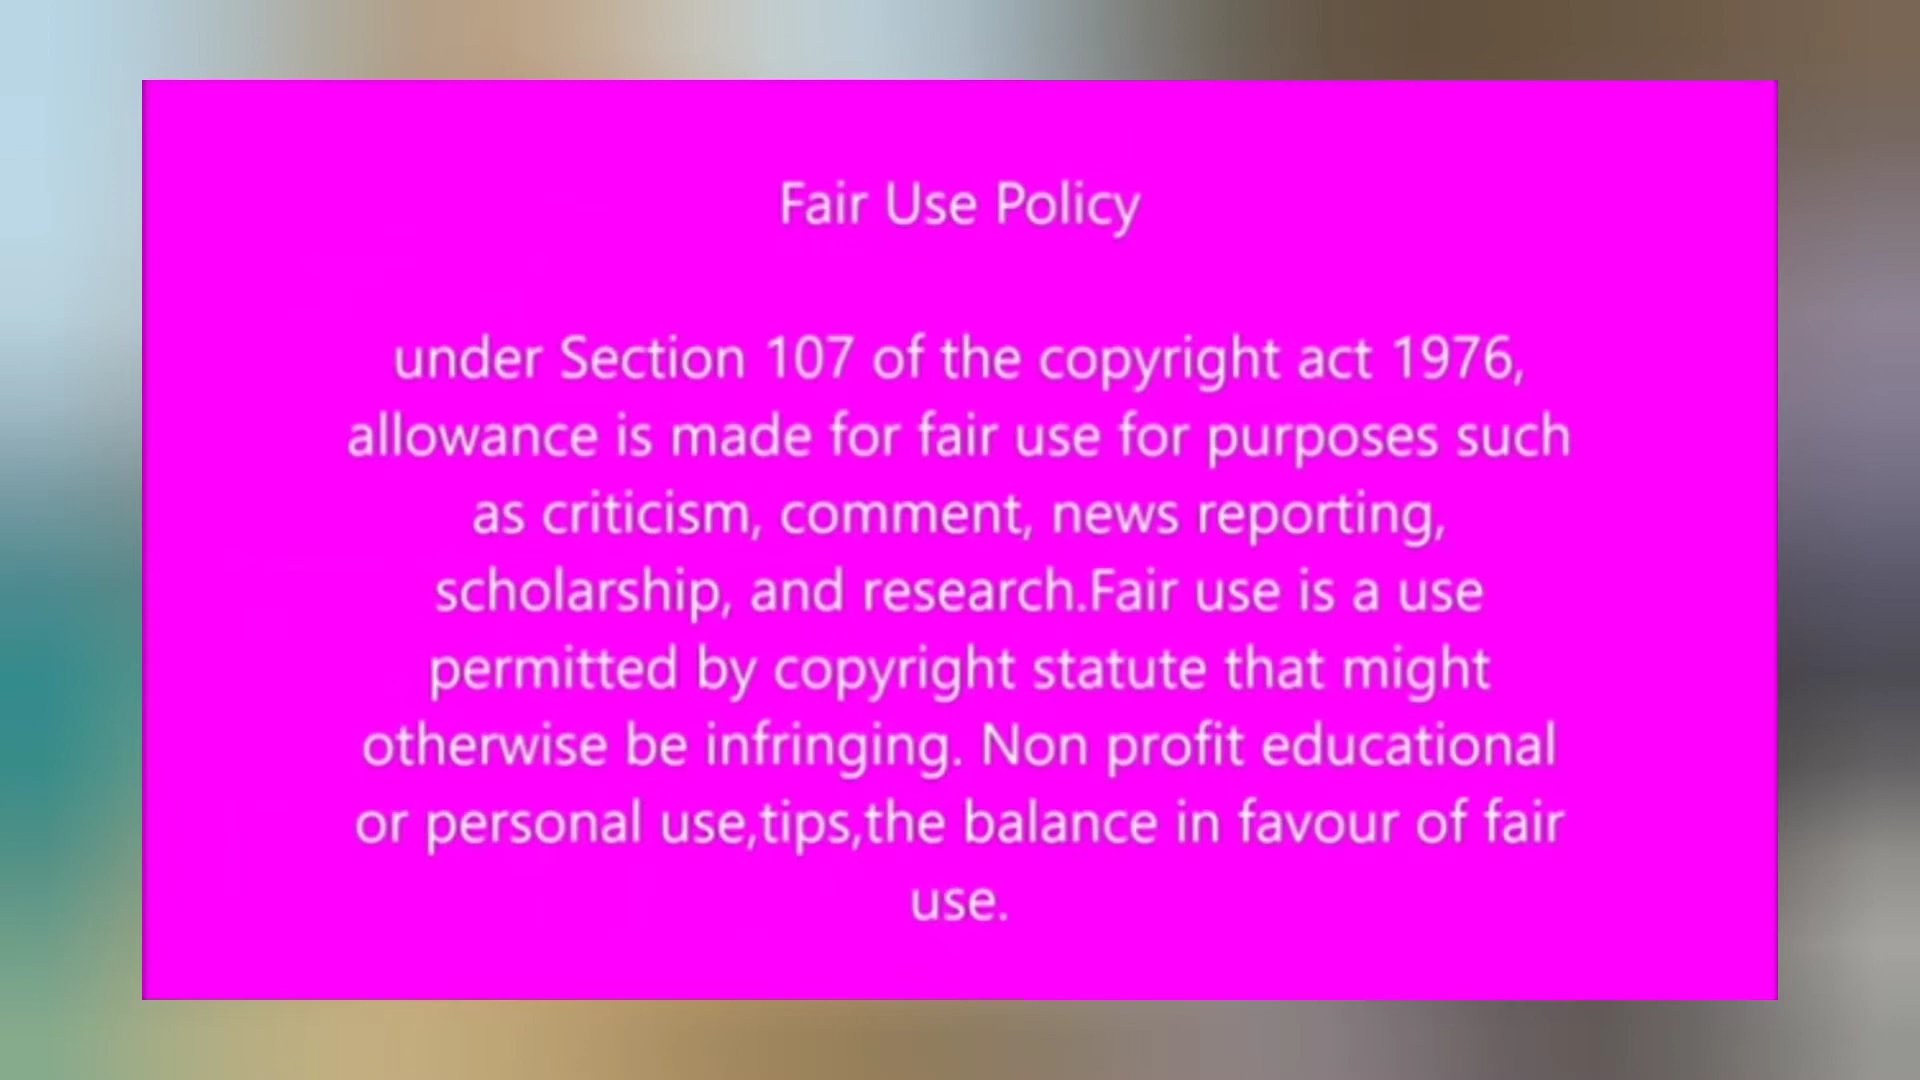 Fair Use Policy
under Section 107 of the copyright act 1976,
allowance is made for fair use for purposes such
as criticism, comment, news reporting,
scholarship, and research.Fair use is a use
permitted by copyright statute that might
otherwise be infringing. Non profit educational
or personal use,tips,the balance in favour of fair
use.